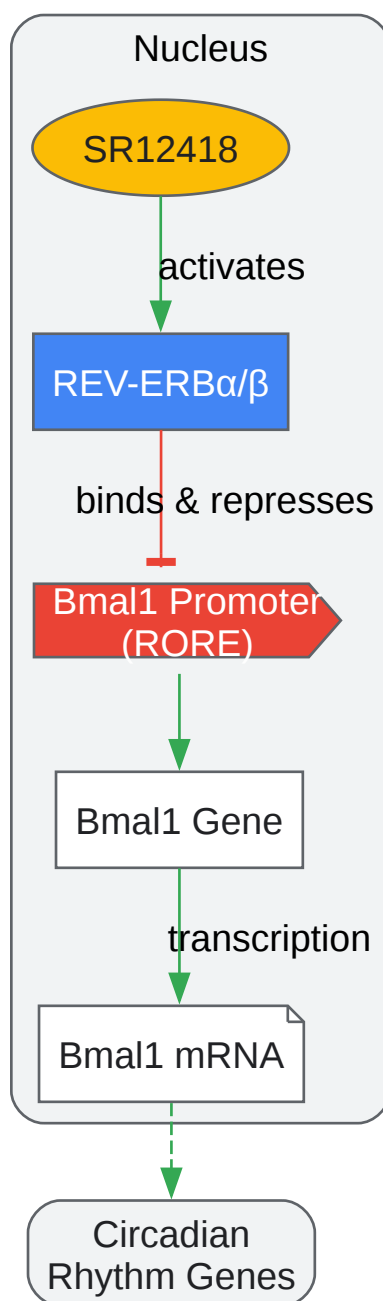 Nucleus
SR12418
activates
REV-ERBα/β
binds & represses
Bmal1 Promoter
(RORE)
Bmal1 Gene
transcription
Bmal1 mRNA
Circadian
Rhythm Genes